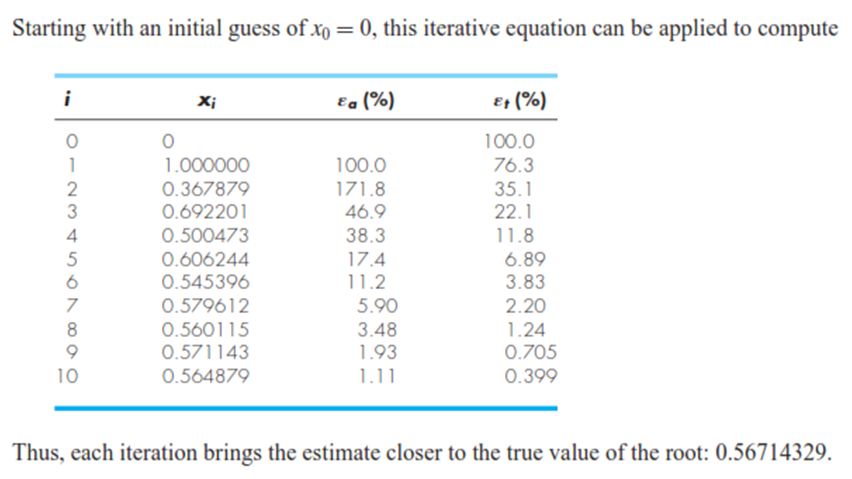 Starting with an initial guess of x₀ = 0, this iterative equation can be applied to compute
i xᵢ εₐ (%) εₜ (%)
0 0 100.0
1 1.000000 100.0 76.3
2 0.367879 171.8 35.1
3 0.692201 46.9 22.1
4 0.500473 38.3 11.8
5 0.606244 17.4 6.89
6 0.545396 11.2 3.83
7 0.579612 5.90 2.20
8 0.560115 3.48 1.24
9 0.571143 1.93 0.705
10 0.564879 1.11 0.399
Thus, each iteration brings the estimate closer to the true value of the root: 0.56714329.